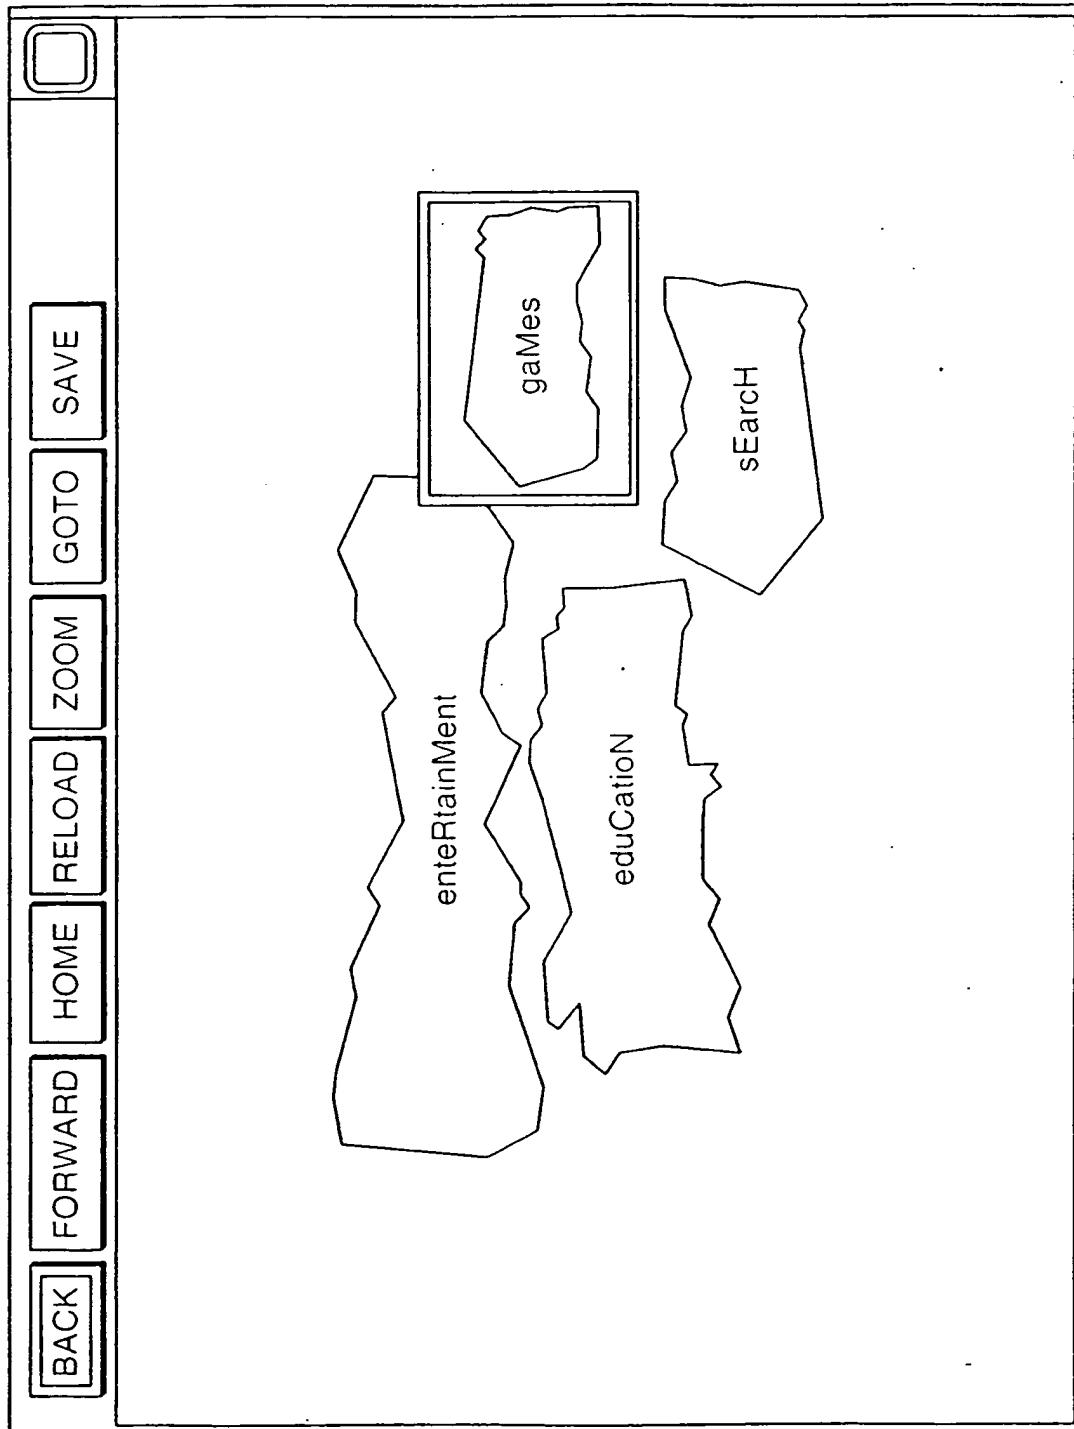 BACK FORWARD HOME RELOAD ZOOM GOTO SAVE
enteRtainMent
gaMes
eduCatioN
sEarcH